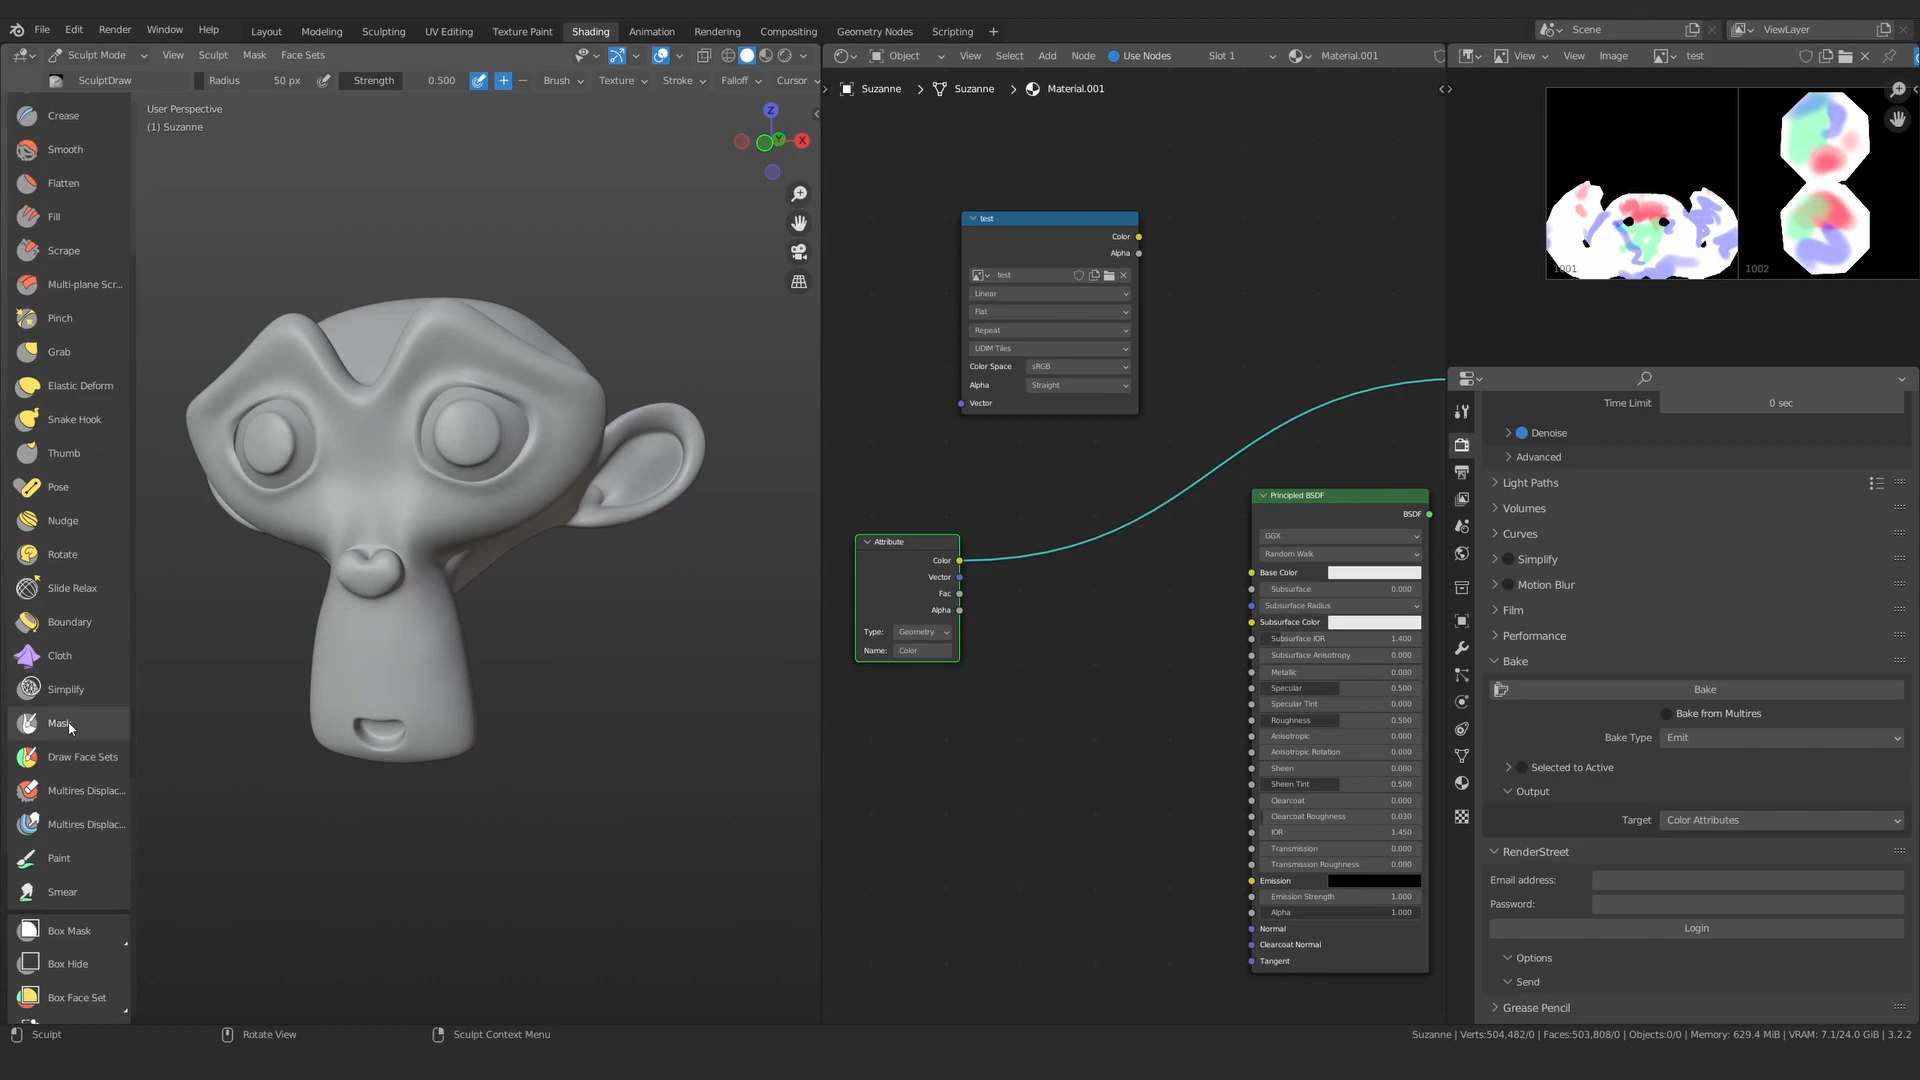 File Edit Render Window Help Layout Modeling Sculpting UV Editing Texture Paint Shading Animation Rendering Compositing Geometry Nodes Scripting + Scene ViewLayer
Sculpt Mode View Sculpt Mask Face Sets Object View Select Add Node Use Nodes Slot 1 Material.001 View View Image test
SculptDraw Radius 50 px Strength 0.500 Brush Texture Stroke Falloff Cursor
Suzanne > Suzanne > Material.001
Crease
Smooth
Flatten
Fill
Scrape
Multi-plane Scr...
Pinch
Grab
Elastic Deform
Snake Hook
Thumb
Pose
Nudge
Rotate
Slide Relax
Boundary
Cloth
Simplify
Mask
Draw Face Sets
Multires Displac...
Multires Displac...
Paint
Smear
Box Mask
Box Hide
Box Face Set
User Perspective
(1) Suzanne
Z
Y
X
test
Color
Alpha
test
Linear
Flat
Repeat
UDIM Tiles
Color Space sRGB
Alpha Straight
Vector
Attribute
Color
Vector
Fac
Alpha
Type: Geometry
Name: Color
Principled BSDF
BSDF
GGX
Random Walk
Base Color
Subsurface 0.000
Subsurface Radius
Subsurface Color
Subsurface IOR 1.400
Subsurface Anisotropy 0.000
Metallic 0.000
Specular 0.500
Specular Tint 0.000
Roughness 0.500
Anisotropic 0.000
Anisotropic Rotation 0.000
Sheen 0.000
Sheen Tint 0.500
Clearcoat 0.000
Clearcoat Roughness 0.030
IOR 1.450
Transmission 0.000
Transmission Roughness 0.000
Emission
Emission Strength 1.000
Alpha 1.000
Normal
Clearcoat Normal
Tangent
1001 1002
Time Limit 0 sec
Denoise
Advanced
Light Paths
Volumes
Curves
Simplify
Motion Blur
Film
Performance
Bake
Bake
Bake from Multires
Bake Type Emit
Selected to Active
Output
Target Color Attributes
RenderStreet
Email address:
Password:
Login
Options
Send
Grease Pencil
Sculpt Rotate View Sculpt Context Menu Suzanne | Verts:504,482/0 | Faces:503,808/0 | Objects:0/0 | Memory: 629.4 MiB | VRAM: 7.1/24.0 GiB | 3.2.2